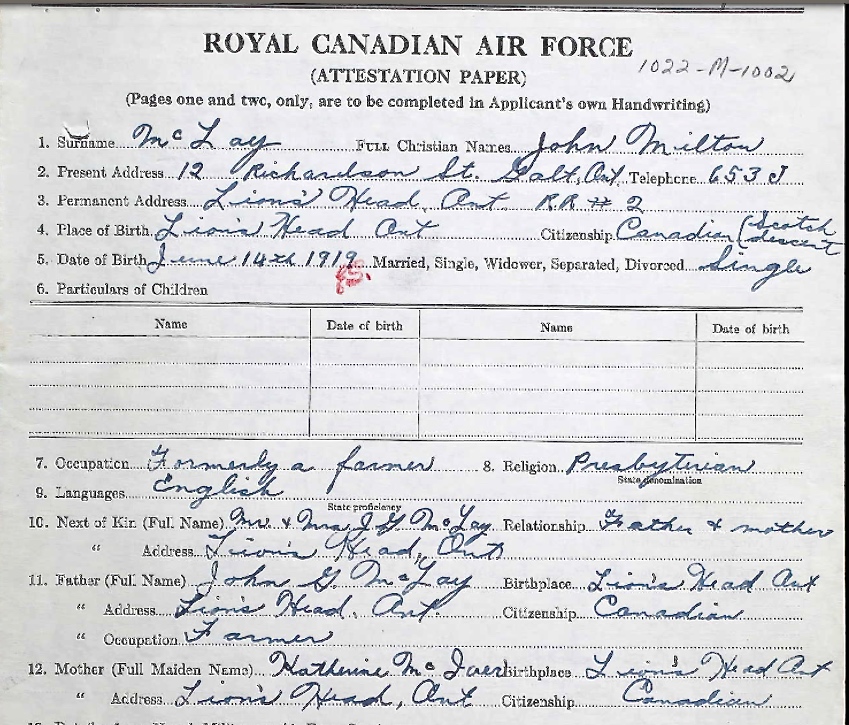 ROYAL CANADIAN AIR FORCE
1022-M-1002
(ATTESTATION PAPER)
(Pages one and two, only, are to be completed in Applicant's own Handwriting)
1. Surname McLay FULL Christian Names John Milton
2. Present Address 12 Richardson St. Galt, Ont. Telephone 653 J
3. Permanent Address Lion's Head, Ont. R.R # 2
4. Place of Birth Lion's Head Ont Citizenship Canadian (Scotch descent
5. Date of Birth June 14th 1919 Married, Single, Widower, Separated, Divorced Single
6. Particulars of Children
Name Date of birth Name Date of birth
7. Occupation Formerly a farmer 8. Religion Presbyterian
State denomination
9. Languages English
State proficiency
10. Next of Kin (Full Name) Mr & Mrs J G McLay Relationship Father & mother
" Address Lion's Head, Ont
11. Father (Full Name) John G. McLay Birthplace Lion's Head Ont
" Address Lion's Head, Ont. Citizenship Canadian
" Occupation Farmer
12. Mother (Full Maiden Name) Katherine Birthplace Lion's Head Ont
" Address Lion's Head, Ont Citizenship Canadian